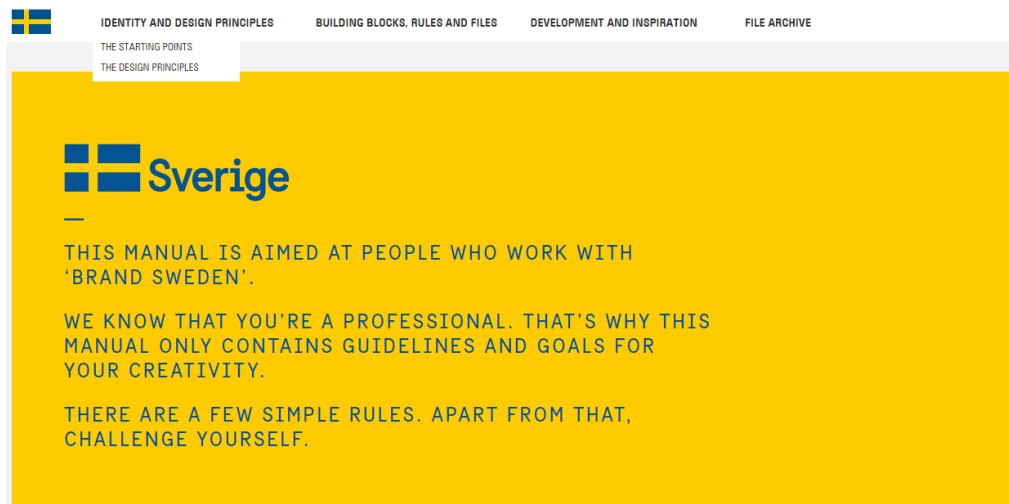 IDENTITY AND DESIGN PRINCIPLES
BUILDING BLOCKS, RULES AND FILES
DEVELOPMENT AND INSPIRATION
FILE ARCHIVE
THE STARTING POINTS
THE DESIGN PRINCIPLES
Sverige
THIS MANUAL IS AIMED AT PEOPLE WHO WORK WITH
‘BRAND SWEDEN’.
WE KNOW THAT YOU’RE A PROFESSIONAL. THAT’S WHY THIS
MANUAL ONLY CONTAINS GUIDELINES AND GOALS FOR
YOUR CREATIVITY.
THERE ARE A FEW SIMPLE RULES. APART FROM THAT,
CHALLENGE YOURSELF.